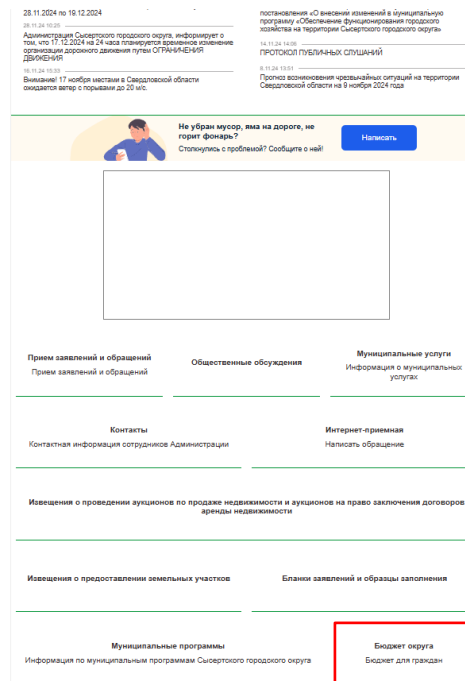 28.11.2024 по 19.12.2024
28.11.24 10:25
Администрация Сысертского городского округа, информирует о
том, что 17.12.2024 на 24 часа планируется временное изменение
организации дорожного движения путем ОГРАНИЧЕНИЯ
ДВИЖЕНИЯ
16.11.24 15:33
Внимание! 17 ноября местами в Свердловской области
ожидается ветер с порывами до 20 м/с.
постановления «О внесении изменений в муниципальную
программу «Обеспечение функционирования городского
хозяйства на территории Сысертского городского округа»
14.11.24 14:06
ПРОТОКОЛ ПУБЛИЧНЫХ СЛУШАНИЙ
8.11.24 13:51
Прогноз возникновения чрезвычайных ситуаций на территории
Свердловской области на 9 ноября 2024 года
Не убран мусор, яма на дороге, не
горит фонарь?
Столкнулись с проблемой? Сообщите о ней!
Написать
Прием заявлений и обращений
Прием заявлений и обращений
Общественные обсуждения
Муниципальные услуги
Информация о муниципальных
услугах
Контакты
Контактная информация сотрудников Администрации
Интернет-приемная
Написать обращение
Извещения о проведении аукционов по продаже недвижимости и аукционов на право заключения договоров
аренды недвижимости
Извещения о предоставлении земельных участков
Бланки заявлений и образцы заполнения
Муниципальные программы
Информация по муниципальным программам Сысертского городского округа
Бюджет округа
Бюджет для граждан